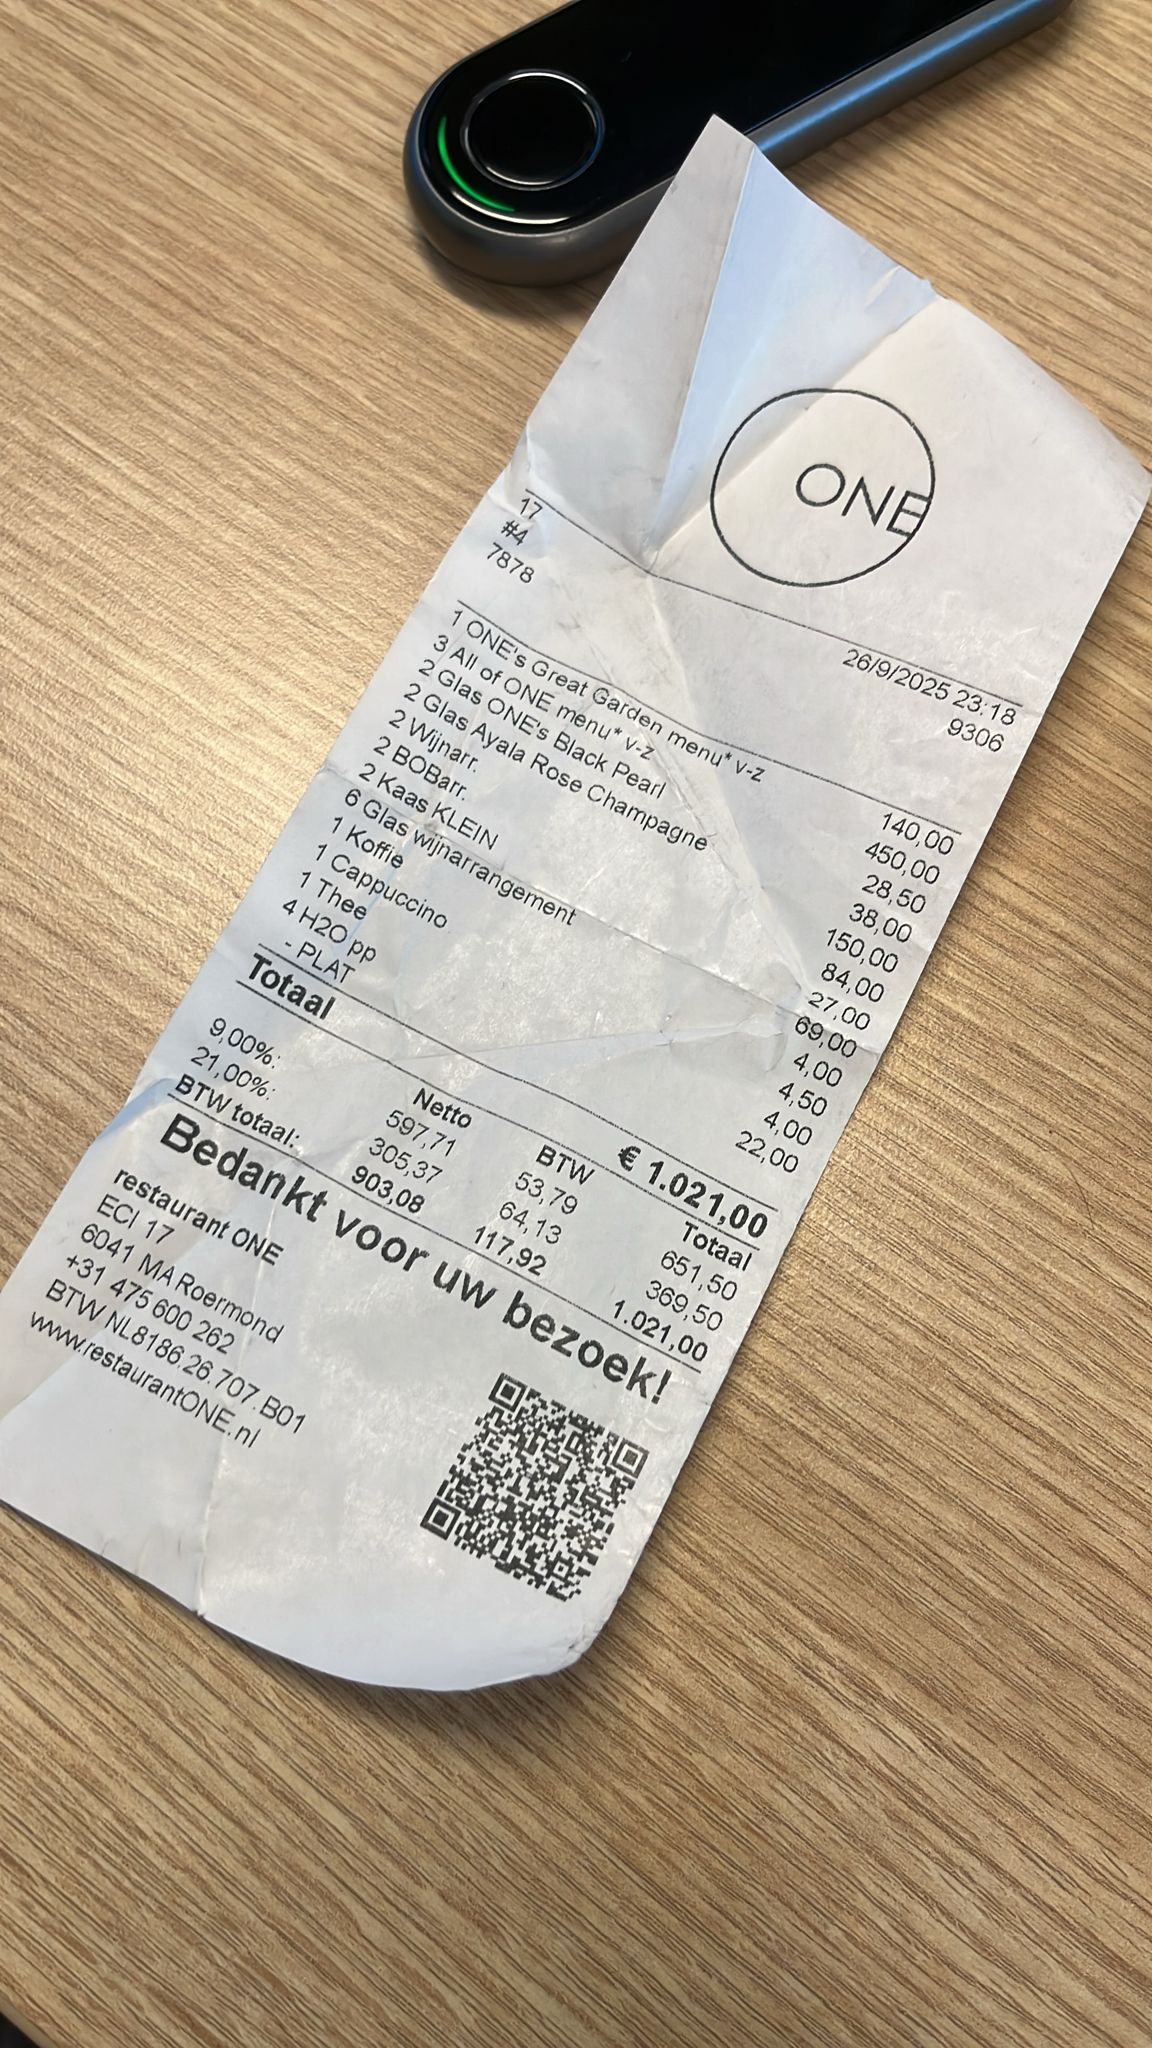 ONE
17
#4 26/9/2025 23:18
7878 9306
1 ONE's Great Garden menu* v-z 140,00
3 All of ONE menu* v-z 450,00
2 Glas ONE's Black Pearl 28,50
2 Glas Ayala Rose Champagne 38,00
2 Wijnarr. 150,00
2 BOBarr. 84,00
2 Kaas KLEIN 27,00
6 Glas wijnarrangement 69,00
1 Koffie 4,00
1 Cappuccino 4,50
1 Thee 4,00
4 H2O pp 22,00
- PLAT
Totaal € 1.021,00
Netto BTW Totaal
9,00%: 597,71 53,79 651,50
21,00%: 305,37 64,13 369,50
BTW totaal: 903,08 117,92 1.021,00
Bedankt voor uw bezoek!
restaurant ONE
ECI 17
6041 MA Roermond
+31 475 600 262
BTW NL8186.26.707.B01
www.restaurantONE.nl